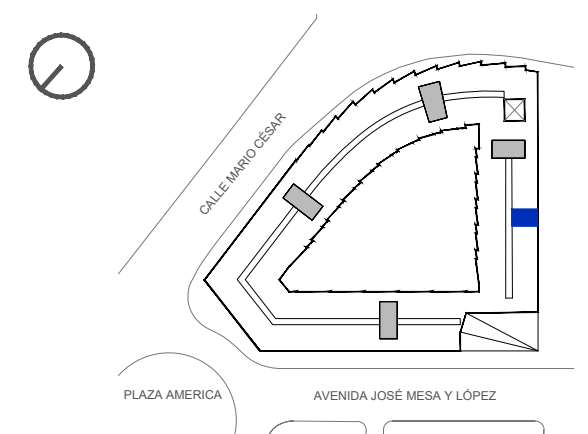 CALLE MARIO CÉSAR
PLAZA AMERICA
AVENIDA JOSÉ MESA Y LÓPEZ